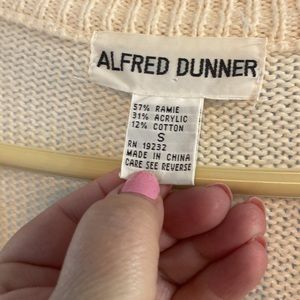 ALFRED DUNNER
57% RAMIE
31% ACRYLIC
12% COTTON
S
RN 19232
MADE IN CHINA
CARE SEE REVERSE